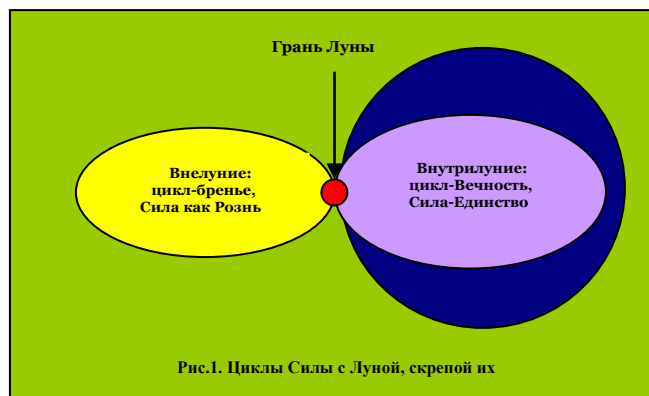 Грань Луны
Внелуние:
цикл-бренье,
Сила как Рознь
Внутрилуние:
цикл-Вечность,
Сила-Единство
Рис.1. Циклы Силы с Луной, скрепой их